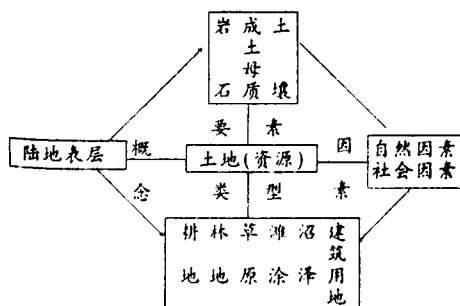 岩 成 土
土
母
石 质 壤
要 素
陆地表层 概 土地(资源) 因 自然因素
社会因素
念 类 型 素
耕 林 草 滩 沼 建
筑
地 地 原 涂 泽 用
地